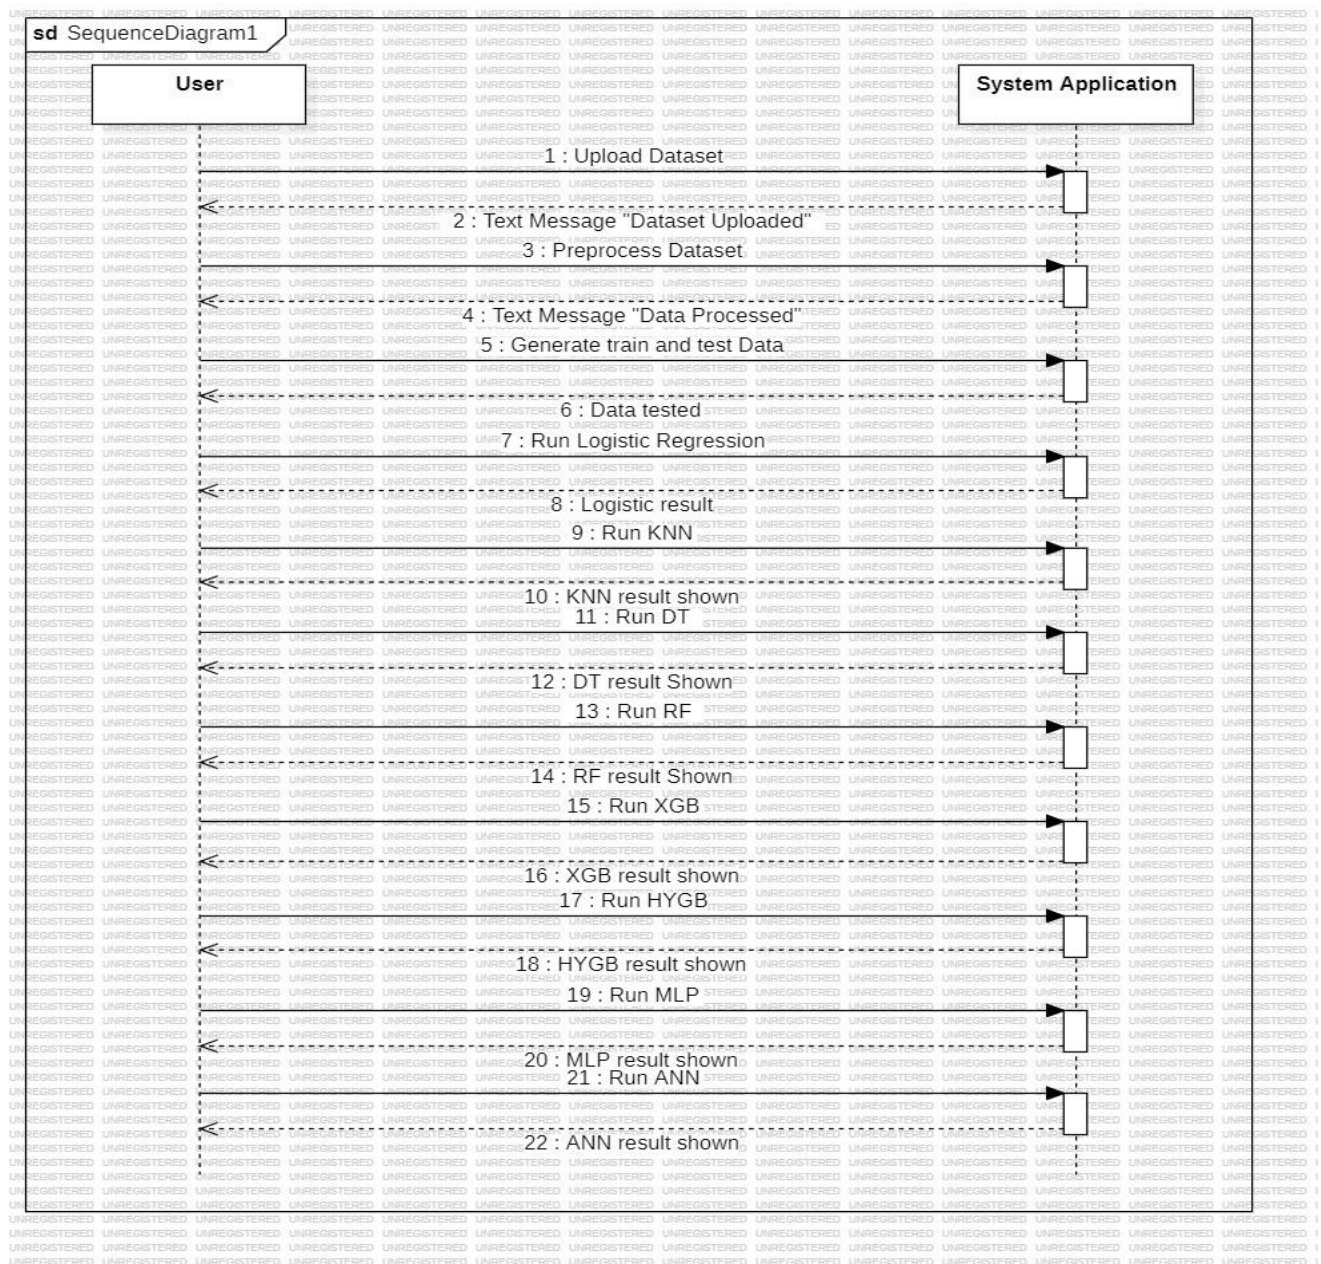 sd SequenceDiagram1
User
System Application
1 : Upload Dataset
2 : Text Message "Dataset Uploaded"
3 : Preprocess Dataset
4 : Text Message "Data Processed"
5 : Generate train and test Data
6 : Data tested
7 : Run Logistic Regression
8 : Logistic result
9 : Run KNN
10 : KNN result shown
11 : Run DT
12 : DT result Shown
13 : Run RF
14 : RF result Shown
15 : Run XGB
16 : XGB result shown
17 : Run HYGB
18 : HYGB result shown
19 : Run MLP
20 : MLP result shown
21 : Run ANN
22 : ANN result shown
UNREGISTERED